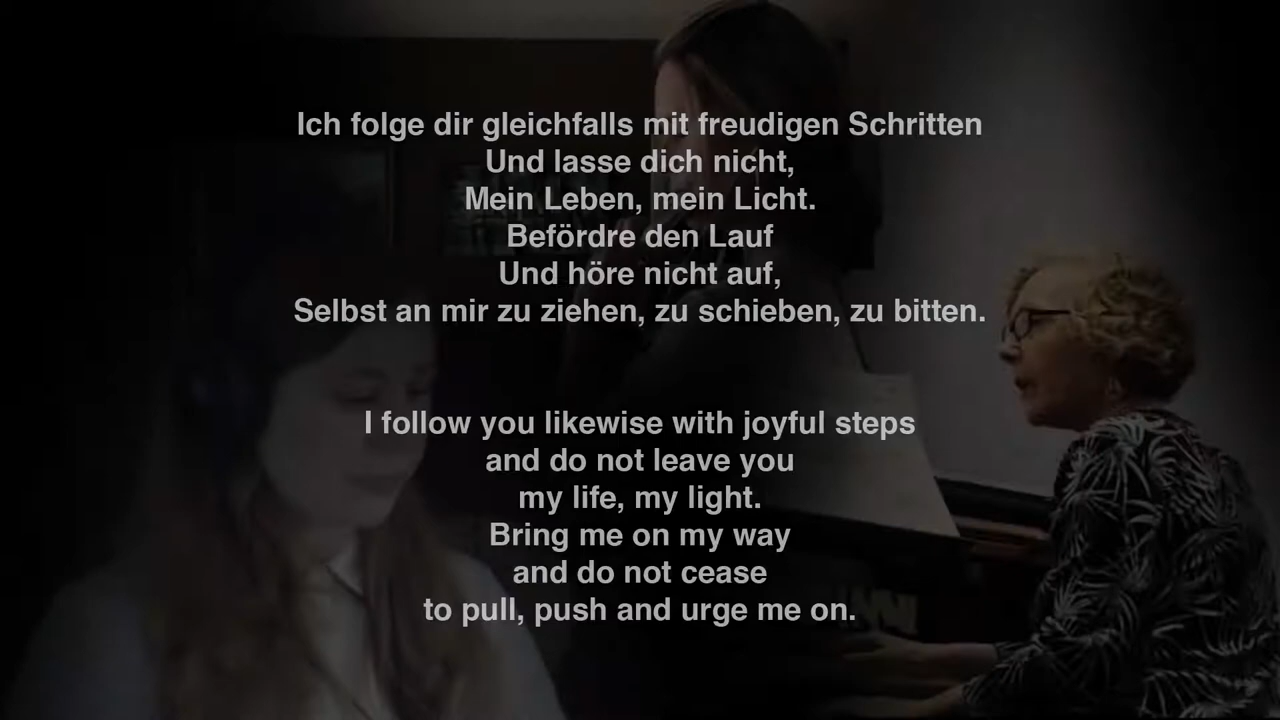 Ich folge dir gleichfalls mit freudigen Schritten
Und lasse dich nicht,
Mein Leben, mein Licht.
Befördre den Lauf
Und höre nicht auf,
Selbst an mir zu ziehen, zu schieben, zu bitten.
I follow you likewise with joyful steps
and do not leave you
my life, my light.
Bring me on my way
and do not cease
to pull, push and urge me on.